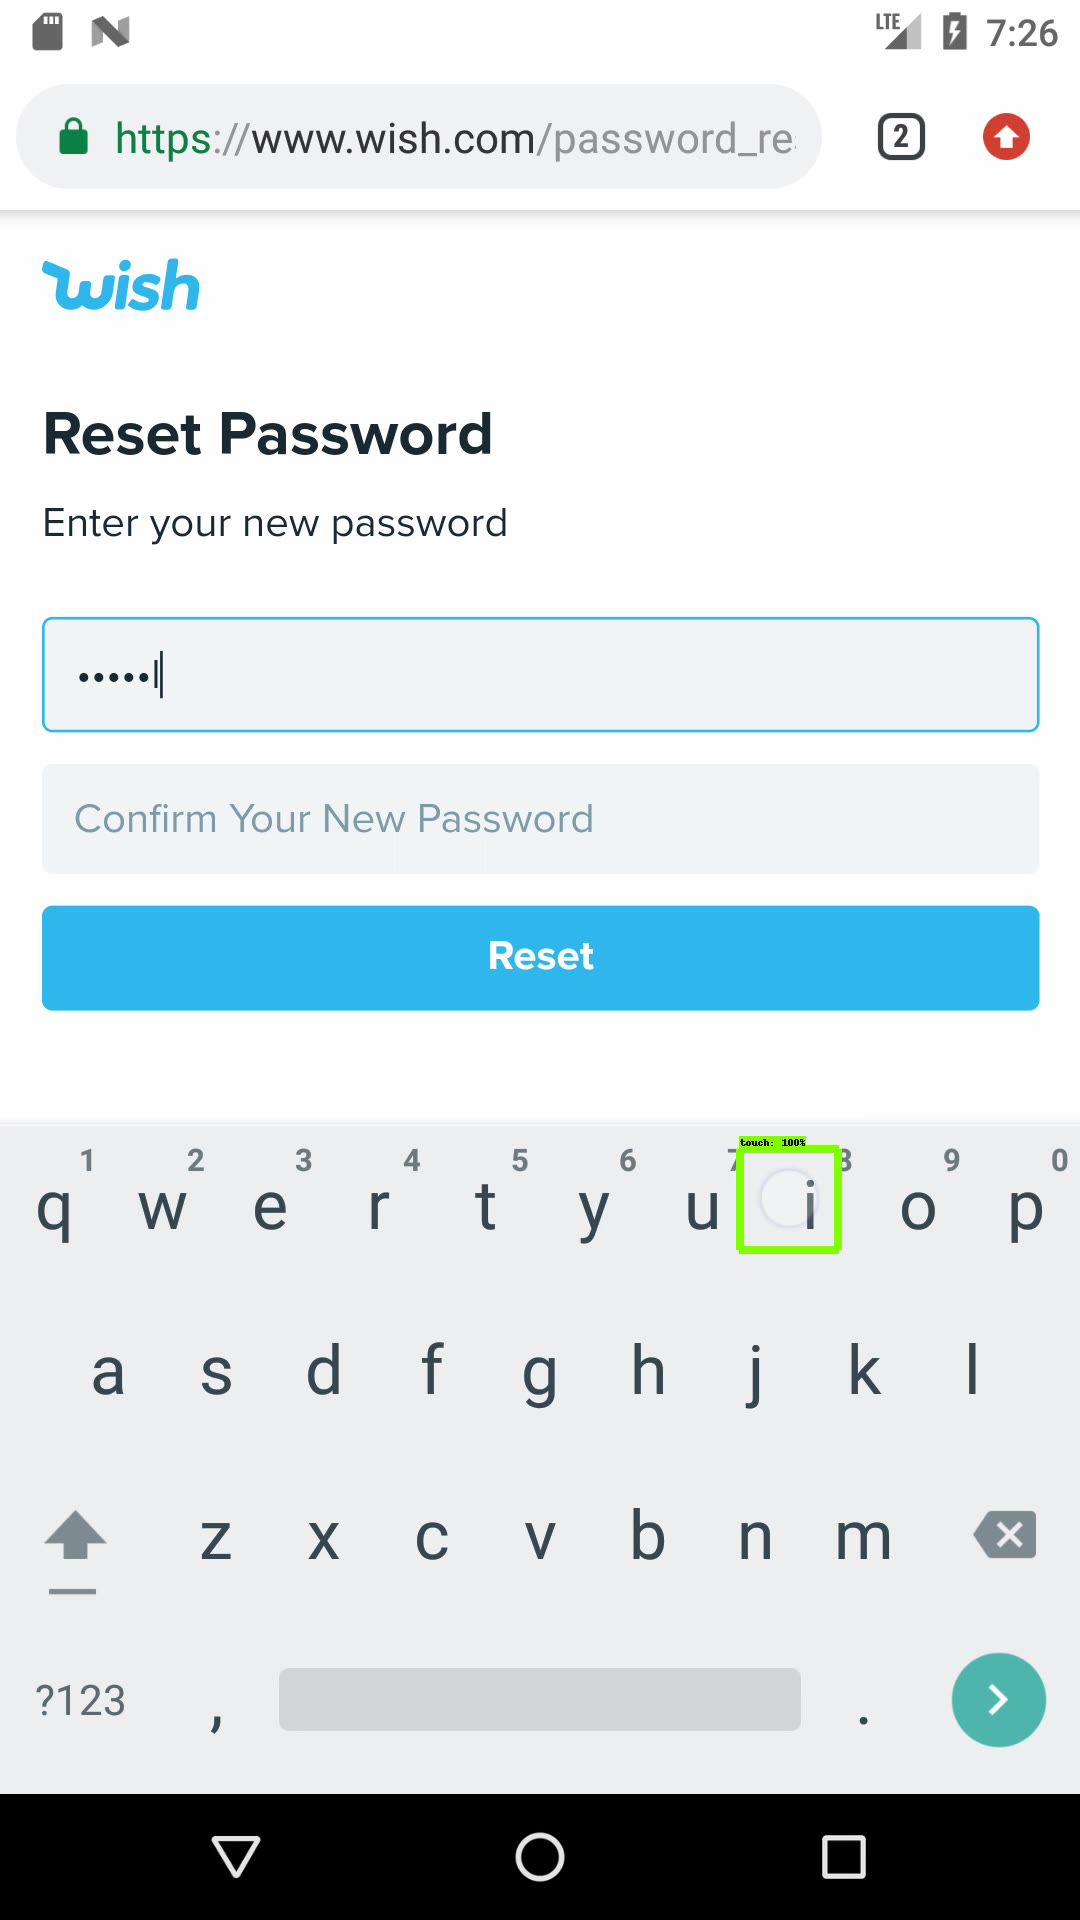 LTE 7:26
https://www.wish.com/password_re
2
wish
Reset Password
Enter your new password
•••••l
Confirm Your New Password
Reset
touch: 100%
1 2 3 4 5 6 7 8 9 0
q w e r t y u i o p
a s d f g h j k l
z x c v b n m
?123 , .